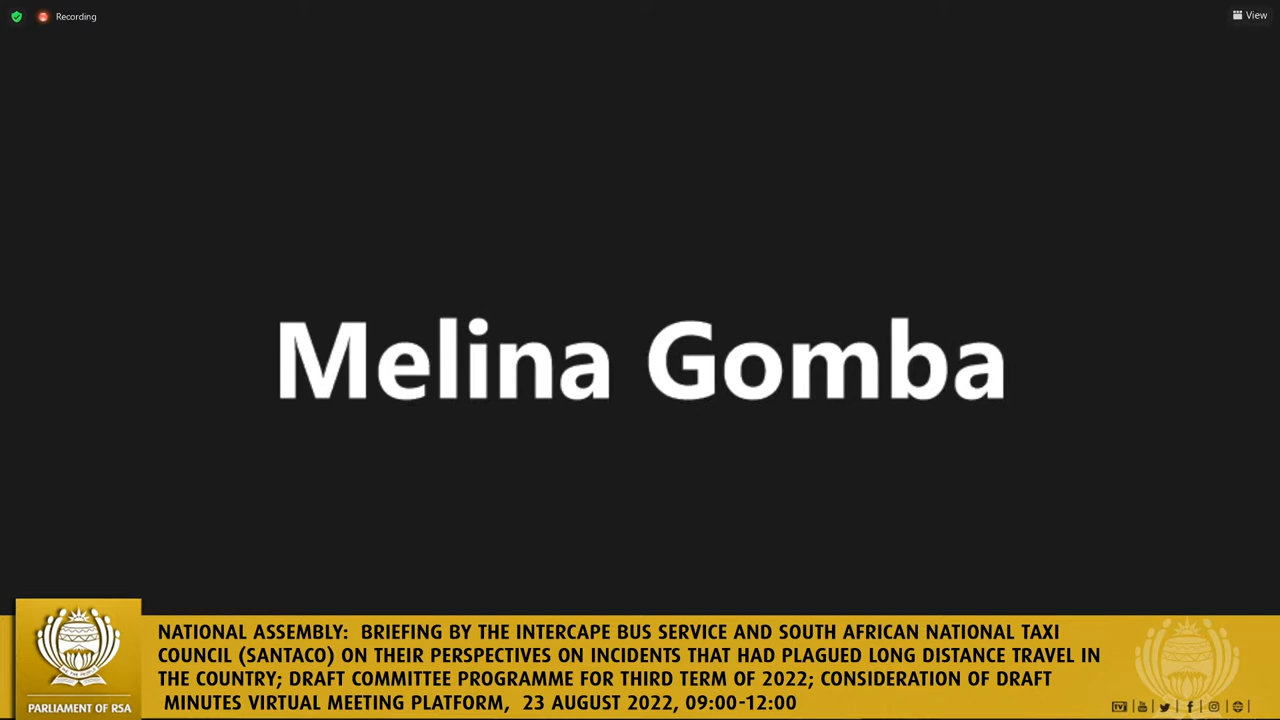 Recording
View
Melina Gomba
NATIONAL ASSEMBLY: BRIEFING BY THE INTERCAPE BUS SERVICE AND SOUTH AFRICAN NATIONAL TAXI
COUNCIL (SANTACO) ON THEIR PERSPECTIVES ON INCIDENTS THAT HAD PLAGUED LONG DISTANCE TRAVEL IN
THE COUNTRY; DRAFT COMMITTEE PROGRAMME FOR THIRD TERM OF 2022; CONSIDERATION OF DRAFT
MINUTES VIRTUAL MEETING PLATFORM, 23 AUGUST 2022, 09:00-12:00
PARLIAMENT OF RSA